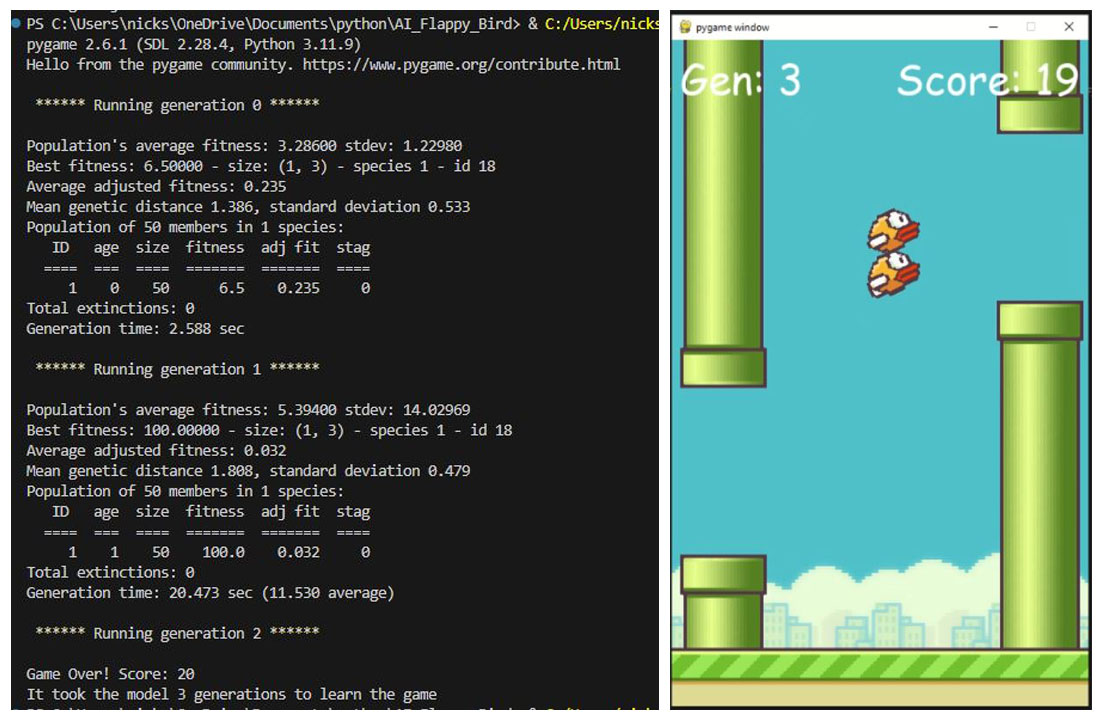 PS C:\Users\nicks\OneDrive\Documents\python\AI_Flappy_Bird> & C:/Users/nicks
pygame 2.6.1 (SDL 2.28.4, Python 3.11.9)
Hello from the pygame community. https://www.pygame.org/contribute.html
****** Running generation 0 ******
Population's average fitness: 3.28600 stdev: 1.22980
Best fitness: 6.50000 - size: (1, 3) - species 1 - id 18
Average adjusted fitness: 0.235
Mean genetic distance 1.386, standard deviation 0.533
Population of 50 members in 1 species:
ID age size fitness adj fit stag
==== === ==== ======= ======= ====
1 0 50 6.5 0.235 0
Total extinctions: 0
Generation time: 2.588 sec
****** Running generation 1 ******
Population's average fitness: 5.39400 stdev: 14.02969
Best fitness: 100.00000 - size: (1, 3) - species 1 - id 18
Average adjusted fitness: 0.032
Mean genetic distance 1.808, standard deviation 0.479
Population of 50 members in 1 species:
ID age size fitness adj fit stag
==== === ==== ======= ======= ====
1 1 50 100.0 0.032 0
Total extinctions: 0
Generation time: 20.473 sec (11.530 average)
****** Running generation 2 ******
Game Over! Score: 20
It took the model 3 generations to learn the game
pygame window
Gen: 3
Score: 19